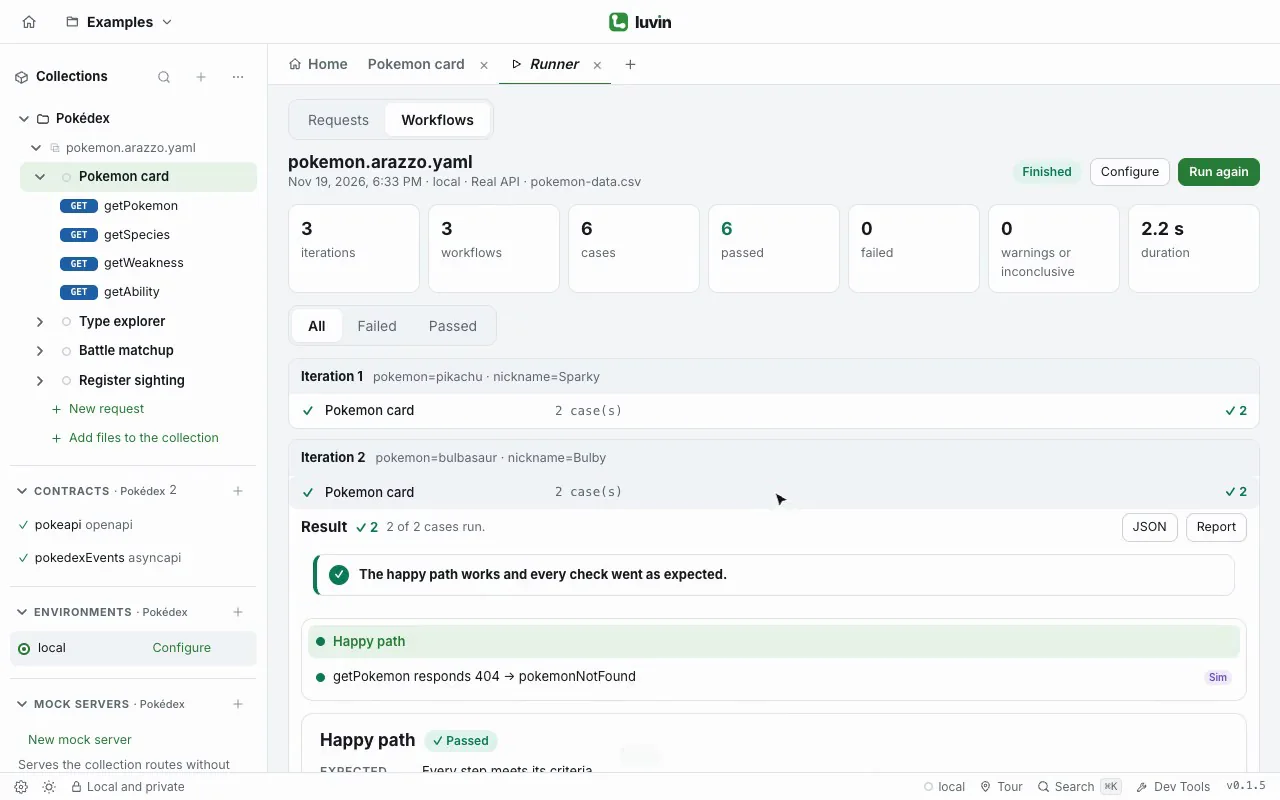 Examples
luvin
Collections
Pokédex
pokemon.arazzo.yaml
Pokemon card
GET getPokemon
GET getSpecies
GET getWeakness
GET getAbility
Type explorer
Battle matchup
Register sighting
+ New request
+ Add files to the collection
CONTRACTS · Pokédex 2
pokeapi openapi
pokedexEvents asyncapi
ENVIRONMENTS · Pokédex
local Configure
MOCK SERVERS · Pokédex
New mock server
Serves the collection routes without
Home Pokemon card Runner
Requests Workflows
pokemon.arazzo.yaml
Nov 19, 2026, 6:33 PM · local · Real API · pokemon-data.csv
Finished Configure Run again
3
iterations
3
workflows
6
cases
6
passed
0
failed
0
warnings or
inconclusive
2.2 s
duration
All Failed Passed
Iteration 1 pokemon=pikachu · nickname=Sparky
Pokemon card 2 case(s) ✓ 2
Iteration 2 pokemon=bulbasaur · nickname=Bulby
Pokemon card 2 case(s) ✓ 2
Result ✓ 2 2 of 2 cases run. JSON Report
The happy path works and every check went as expected.
Happy path
getPokemon responds 404 → pokemonNotFound Sim
Happy path ✓ Passed
EXPECTED Every step meets its criteria
Local and private
local Tour Search ⌘K Dev Tools v0.1.5